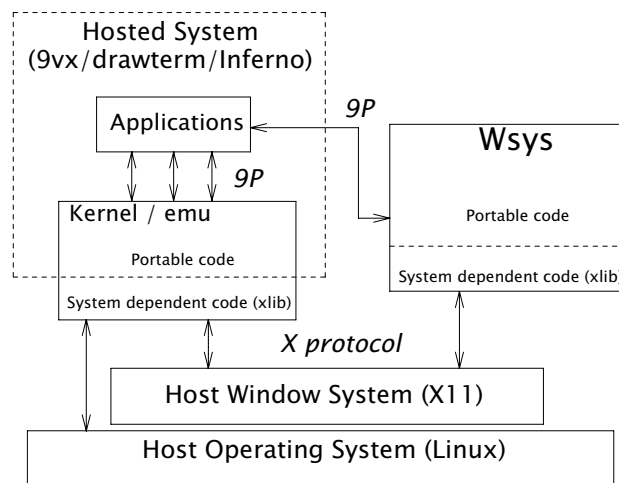 Hosted System
(9vx/drawterm/Inferno)
Applications
9P
Wsys
9P
Kernel / emu
Portable code
Portable code
System dependent code (xlib)
System dependent code (xlib)
X protocol
Host Window System (X11)
Host Operating System (Linux)